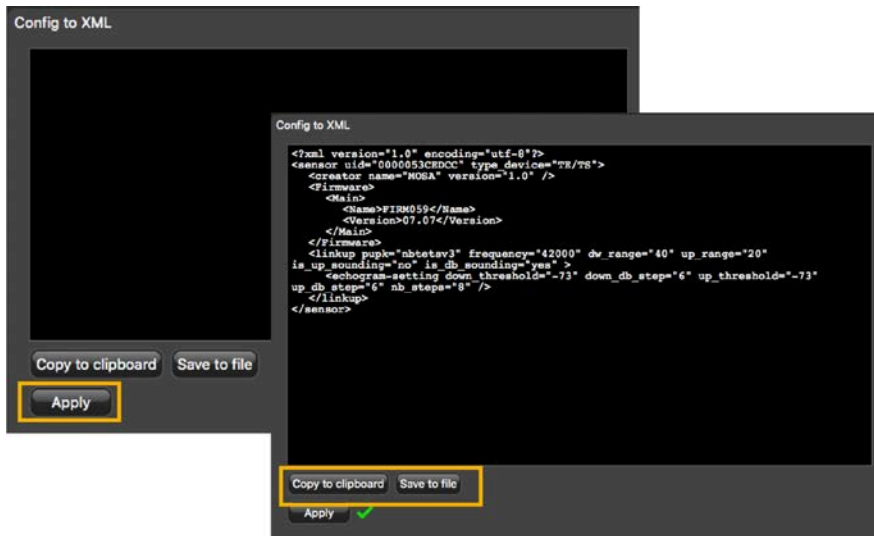 Config to XML
Copy to clipboard Save to file
Apply
Config to XML
<?xml version="1.0" encoding="utf-8"?>
<sensor uid="0000053CEDCC" type_device="TE/TS">
<creator name="MOSA" version="1.0" />
<Firmware>
<Main>
<Name>FIRM059</Name>
<Version>07.07</Version>
</Main>
</Firmware>
<linkup pupk="nbtetsv3" frequency="42000" dw_range="40" up_range="20"
is_up_sounding="no" is_db_sounding="yes" >
<echogram-setting down_threshold="-73" down_db_step="6" up_threshold="-73"
up_db_step="6" nb_steps="8" />
</linkup>
</sensor>
Copy to clipboard Save to file
Apply